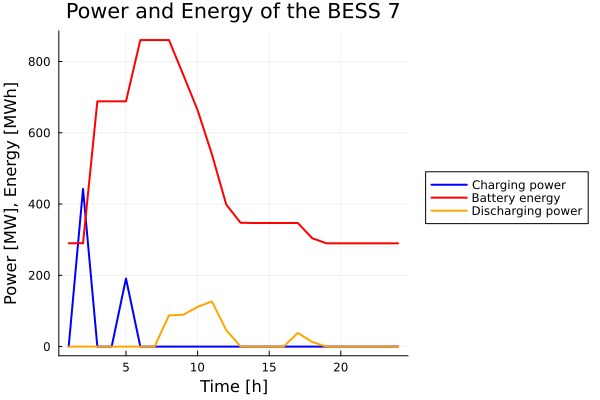 Power and Energy of the BESS 7
Power [MW], Energy [MWh]
800
600
400
200
0
5
10
15
20
Time [h]
Charging power
Battery energy
Discharging power